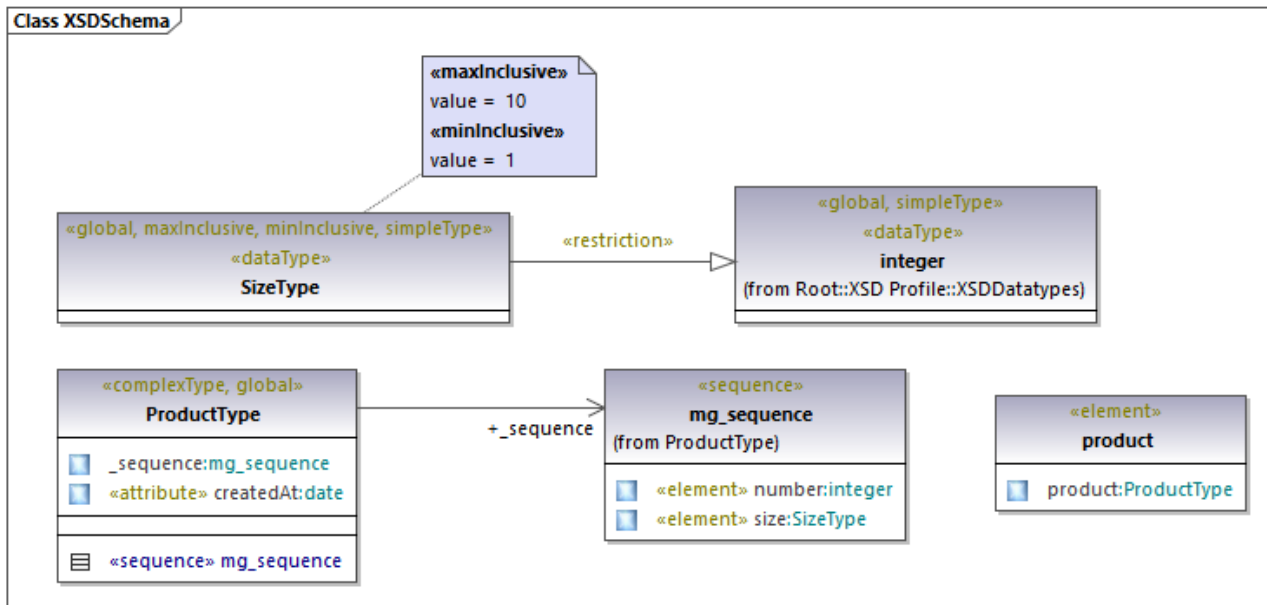 Class XSDSchema
«maxInclusive»
value = 10
«minInclusive»
value = 1
«global, maxInclusive, minInclusive, simpleType»
«dataType»
SizeType
«restriction»
«global, simpleType»
«dataType»
integer
(from Root::XSD Profile::XSDDatatypes)
«complexType, global»
ProductType
_sequence:mg_sequence
«attribute» createdAt:date
«sequence» mg_sequence
+_sequence
«sequence»
mg_sequence
(from ProductType)
«element» number:integer
«element» size:SizeType
«element»
product
product:ProductType